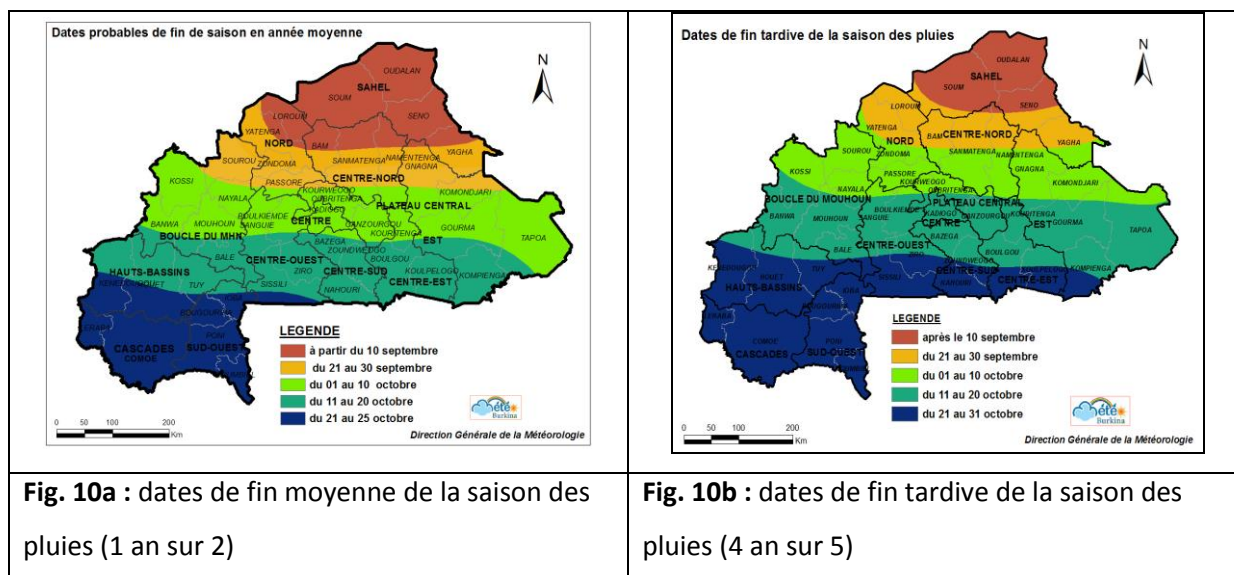 Dates probables de fin de saison en année moyenne
N
OUDALAN
SAHEL
SOUM
LOROUM
SENO
YATENGA
NORD
BAM
YAGHA
SOUROU
ZONDOMA
SANMATENGA
NAMENTENGA
GNAGNA
PASSORE
CENTRE-NORD
KOSSI
KOURWEOGO
KOMONDJARI
NAYALA
PLATEAU CENTRAL
BANWA
MOUHOUN
BOULKIEMDE
SANGUIE
CENTRE
GANZOURGOU
KOURITENGA
GOURMA
TAPOA
BOUCLE DU MHN
EST
BAZEGA
ZOUNDWEOGO
BOULGOU
BALE
CENTRE-OUEST
ZIRO
CENTRE-SUD
KOULPELOGO
KOMPIENGA
HAUTS-BASSINS
TUY
SISSILI
NAHOURI
CENTRE-EST
PONI
CASCADES
COMOE
SUD-OUEST
LEGENDE
à partir du 10 septembre
du 21 au 30 septembre
du 01 au 10 octobre
du 11 au 20 octobre
du 21 au 25 octobre
50 0 100 200
Km
été
Burkina
Direction Générale de la Météorologie
Fig. 10a : dates de fin moyenne de la saison des
pluies (1 an sur 2)
Dates de fin tardive de la saison des pluies
N
OUDALAN
SAHEL
SOUM
SENO
LOROUM
YATENGA
NORD
BAM
CENTRE-NORD
YAGHA
SOUROU
ZONDOMA
SANMATENGA
NAMENTENGA
GNAGNA
KOSSI
PASSORE
KOURWEOGO
KOMONDJARI
NAYALA
BOUCLE DU MOUHOUN
PLATEAU CENTRAL
BANWA
MOUHOUN
SANGUIE
BOULKIEMDE
KADIOGO
CENTRE
GANZOURGOU
EST
GOURMA
TAPOA
BALE
CENTRE-OUEST
BAZEGA
BOULGOU
ZIRO
KOMPIENGA
TUY
SISSILI
CENTRE-SUD
HAUTS-BASSINS
CENTRE-EST
IOBA
COMOE
PONI
CASCADES
SUD-OUEST
LEGENDE
après le 10 septembre
du 21 au 30 septembre
du 01 au 10 octobre
du 11 au 20 octobre
du 21 au 31 octobre
50 0 100 200
Km
été
Burkina
Direction Générale de la Météorologie
Fig. 10b : dates de fin tardive de la saison des
pluies (4 an sur 5)